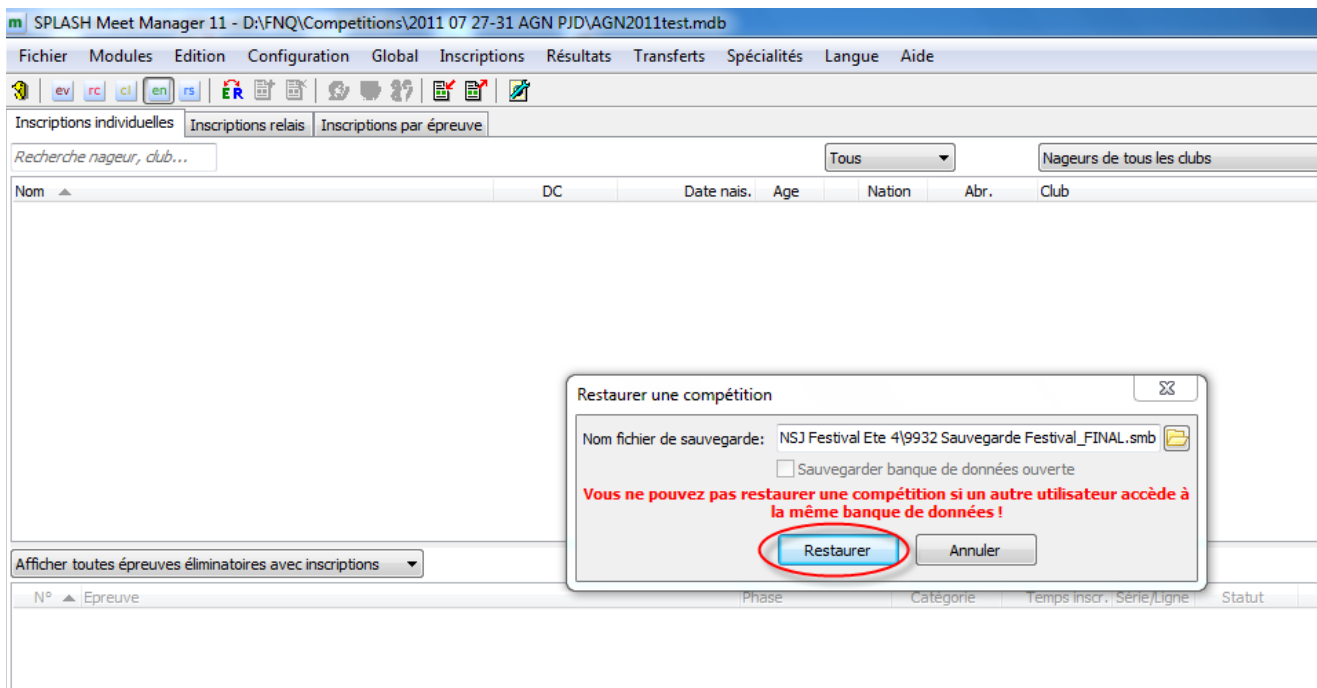 m SPLASH Meet Manager 11 - D:\FNQ\Competitions\2011 07 27-31 AGN PJD\AGN2011test.mdb
Fichier Modules Edition Configuration Global Inscriptions Résultats Transferts Spécialités Langue Aide
ev rc cl en rs ER
Inscriptions individuelles Inscriptions relais Inscriptions par épreuve
Recherche nageur, club... Tous Nageurs de tous les clubs
Nom DC Date nais. Age Nation Abr. Club
Restaurer une compétition
Nom fichier de sauvegarde: NSJ Festival Ete 4\9932 Sauvegarde Festival_FINAL.smb
Sauvegarder banque de données ouverte
Vous ne pouvez pas restaurer une compétition si un autre utilisateur accède à
la même banque de données !
Restaurer Annuler
Afficher toutes épreuves éliminatoires avec inscriptions
N° Epreuve Phase Catégorie Temps inscr. Série/Ligne Statut